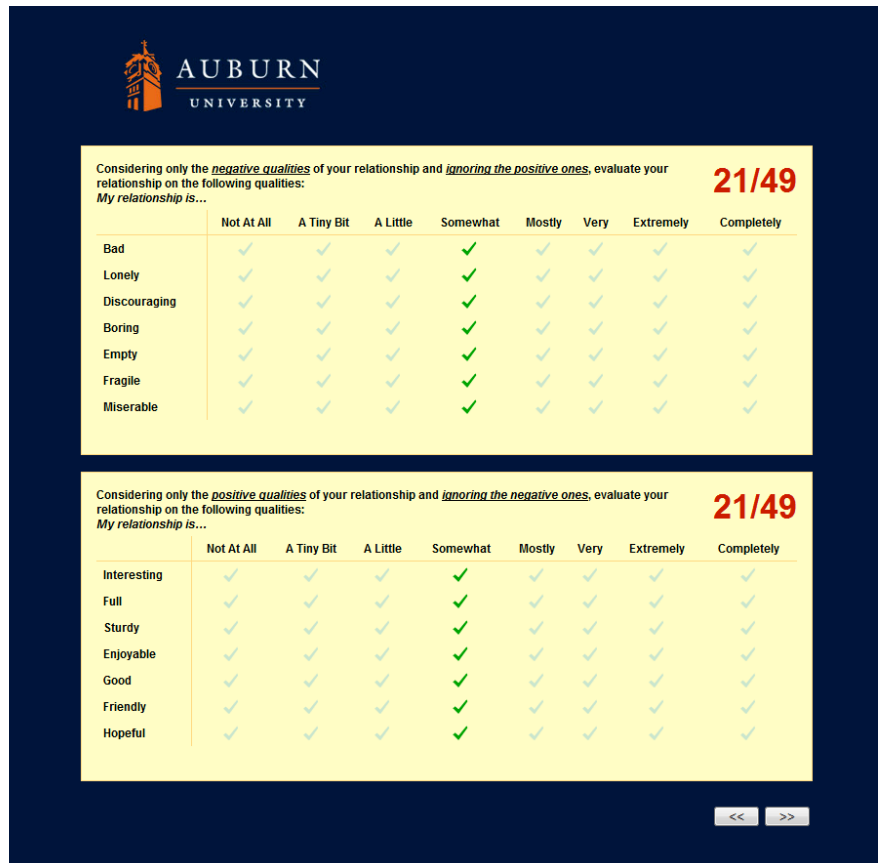 AUBURN
UNIVERSITY
Considering only the negative qualities of your relationship and ignoring the positive ones, evaluate your
relationship on the following qualities:
My relationship is...
21/49
Not At All A Tiny Bit A Little Somewhat Mostly Very Extremely Completely
Bad
Lonely
Discouraging
Boring
Empty
Fragile
Miserable
Considering only the positive qualities of your relationship and ignoring the negative ones, evaluate your
relationship on the following qualities:
My relationship is...
21/49
Not At All A Tiny Bit A Little Somewhat Mostly Very Extremely Completely
Interesting
Full
Sturdy
Enjoyable
Good
Friendly
Hopeful
<< >>